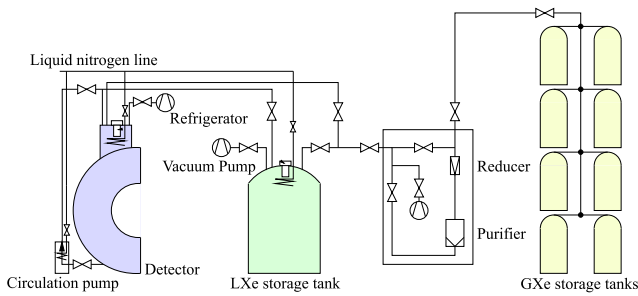 Liquid nitrogen line
Refrigerator
Vacuum Pump
Reducer
Purifier
Circulation pump
Detector
LXe storage tank
GXe storage tanks